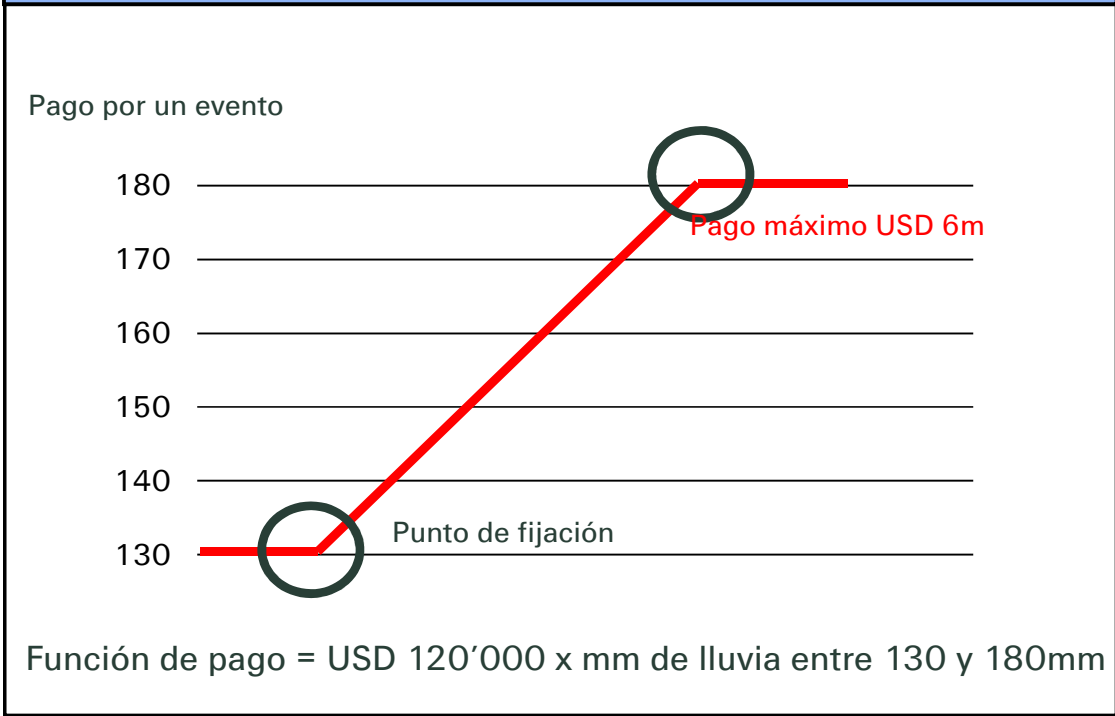 Pago por un evento
180
Pago máximo USD 6m
170
160
150
140
Punto de fijación
130
Función de pago = USD 120’000 x mm de lluvia entre 130 y 180mm